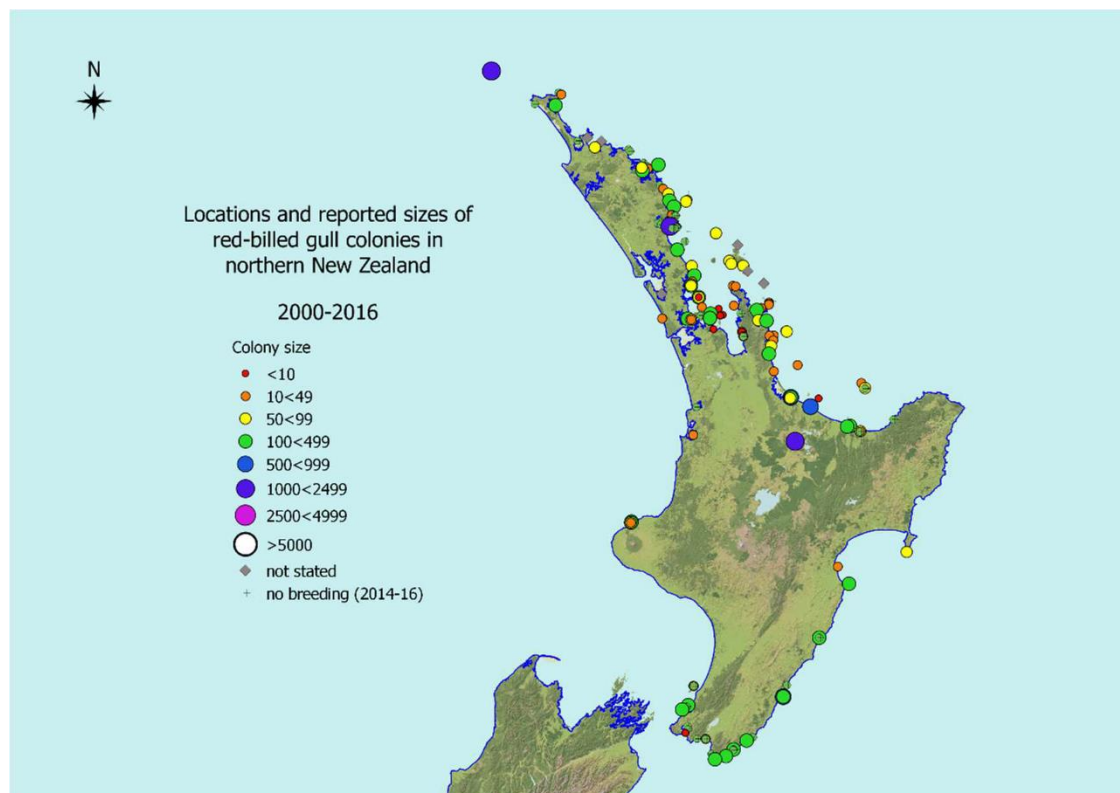 N
Locations and reported sizes of
red-billed gull colonies in
northern New Zealand
2000-2016
Colony size
<10
10<49
50<99
100<499
500<999
1000<2499
2500<4999
>5000
not stated
no breeding (2014-16)